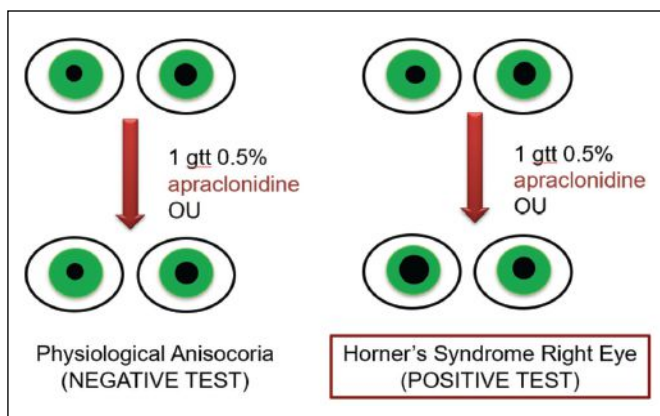 1 gtt 0.5%
apraclonidine
OU
Physiological Anisocoria
(NEGATIVE TEST)
1 gtt 0.5%
apraclonidine
OU
Horner's Syndrome Right Eye
(POSITIVE TEST)